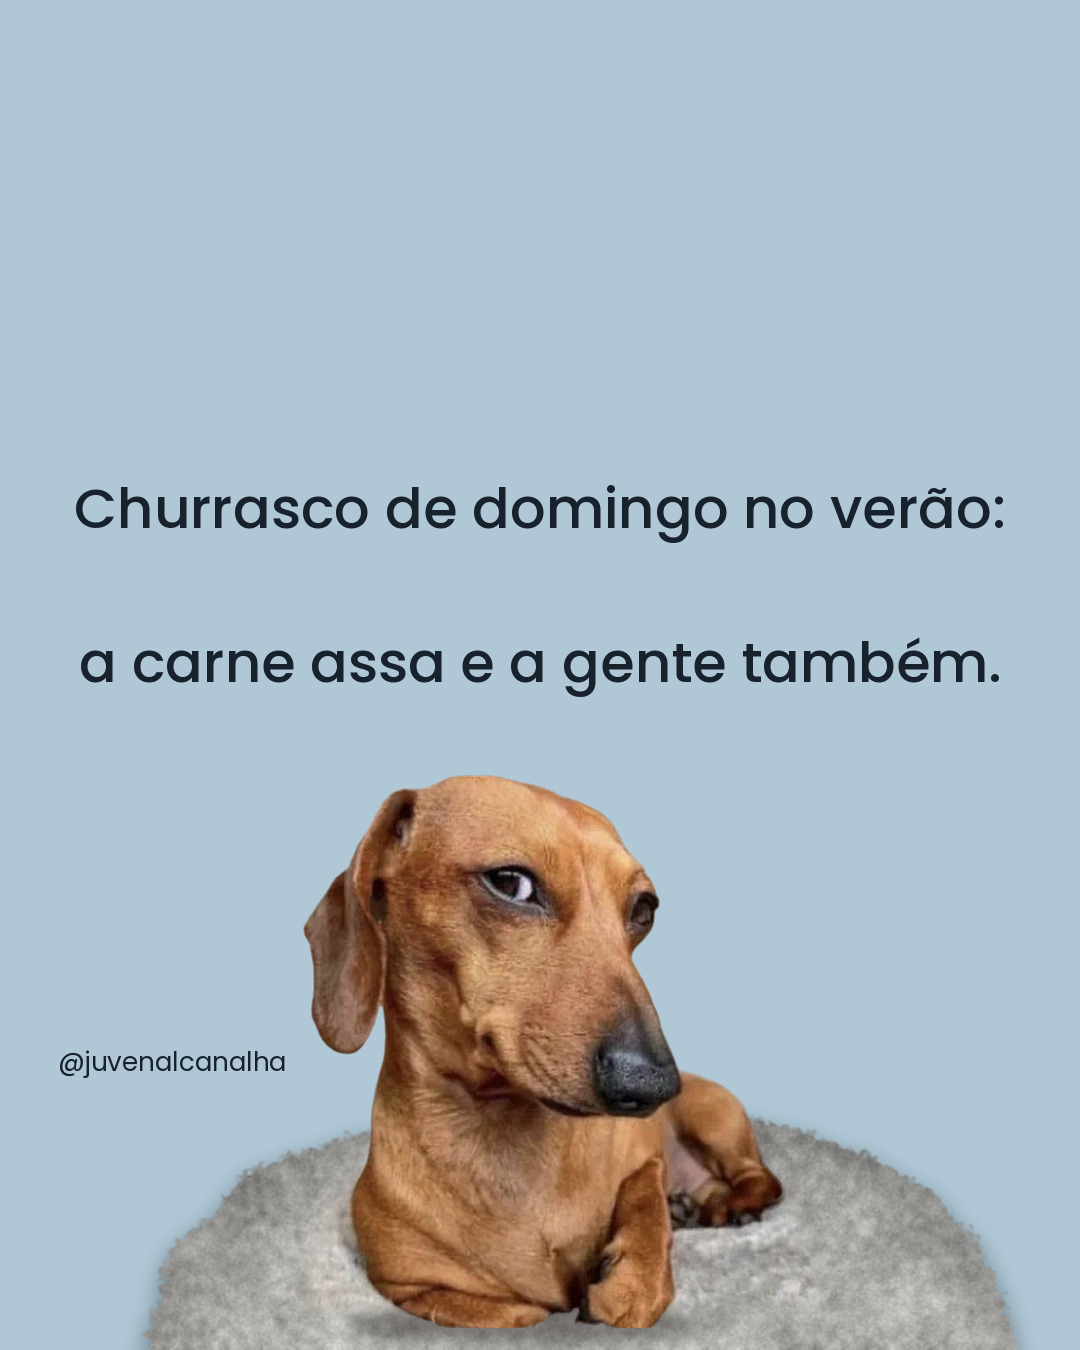 Churrasco de domingo no verão:
a carne assa e a gente também.
@juvenalcanalha